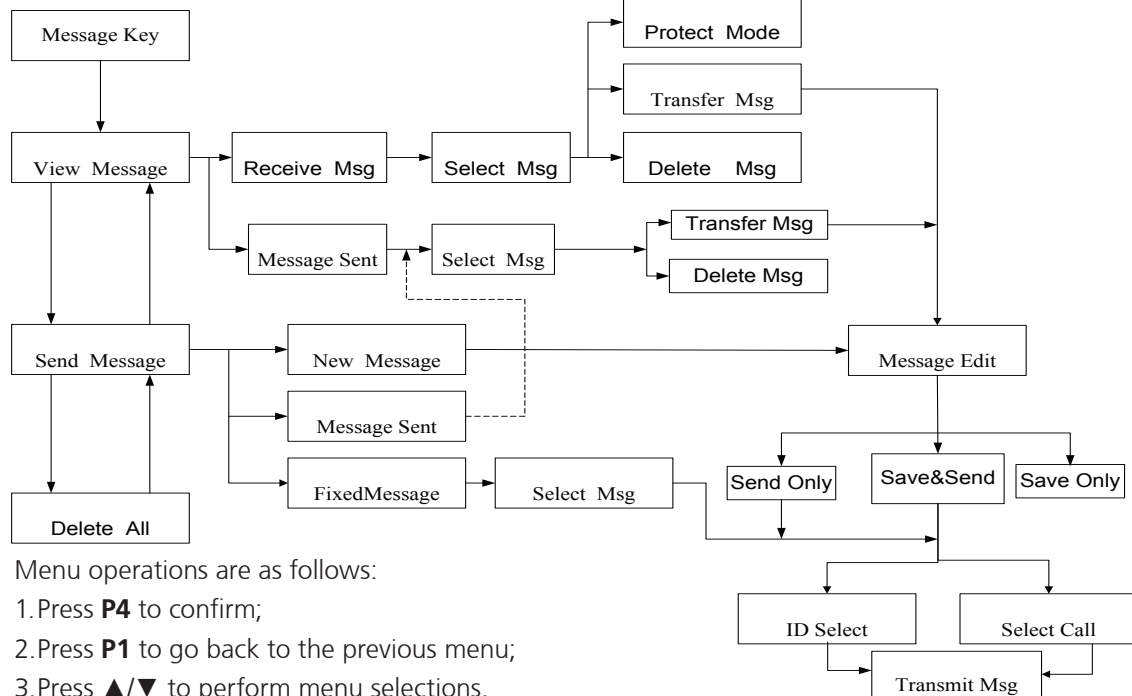 Message Key
Protect Mode
Transfer Msg
View Message
Receive Msg
Select Msg
Delete Msg
Message Sent
Select Msg
Transfer Msg
Delete Msg
Send Message
New Message
Message Edit
Message Sent
FixedMessage
Select Msg
Send Only
Save&Send
Save Only
Delete All
ID Select
Select Call
Transmit Msg
Menu operations are as follows:
1.Press P4 to confirm;
2.Press P1 to go back to the previous menu;
3.Press ▲/▼ to perform menu selections.